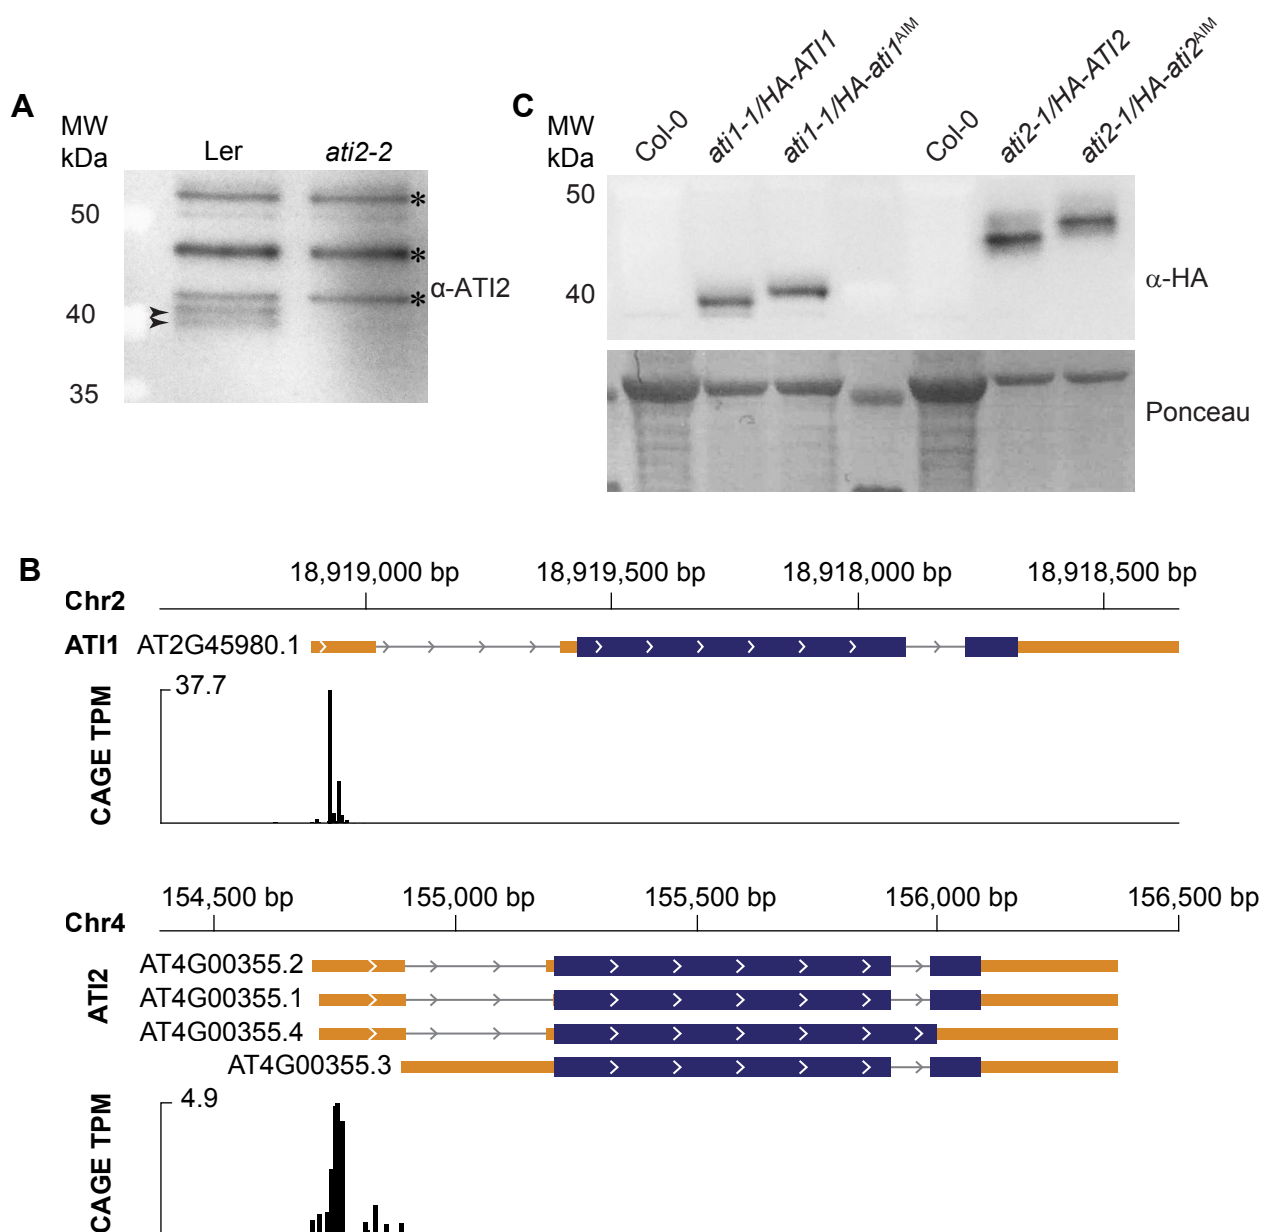 A
MW
kDa
Ler
ati2-2
50
40
35
*
*
*
α-ATI2
C
MW
kDa
Col-0
ati1-1/HA-ATI1
ati1-1/HA-ati1AIM
Col-0
ati2-1/HA-ATI2
ati2-1/HA-ati2AIM
50
40
α-HA
Ponceau
B
18,919,000 bp 18,919,500 bp 18,918,000 bp 18,918,500 bp
Chr2
ATI1 AT2G45980.1
37.7
CAGE TPM
154,500 bp 155,000 bp 155,500 bp 156,000 bp 156,500 bp
Chr4
ATI2
AT4G00355.2
AT4G00355.1
AT4G00355.4
AT4G00355.3
4.9
CAGE TPM